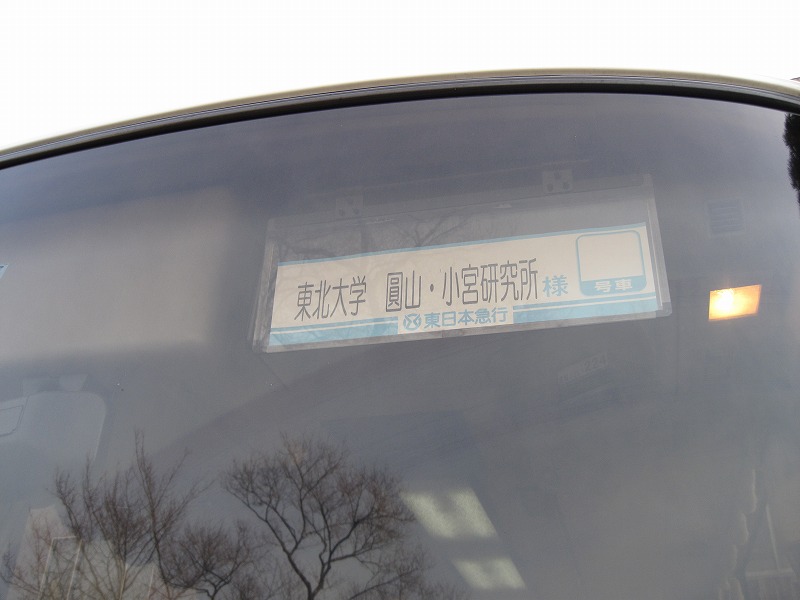 東北大学 圓山・小宮研究所様
号車
東日本急行